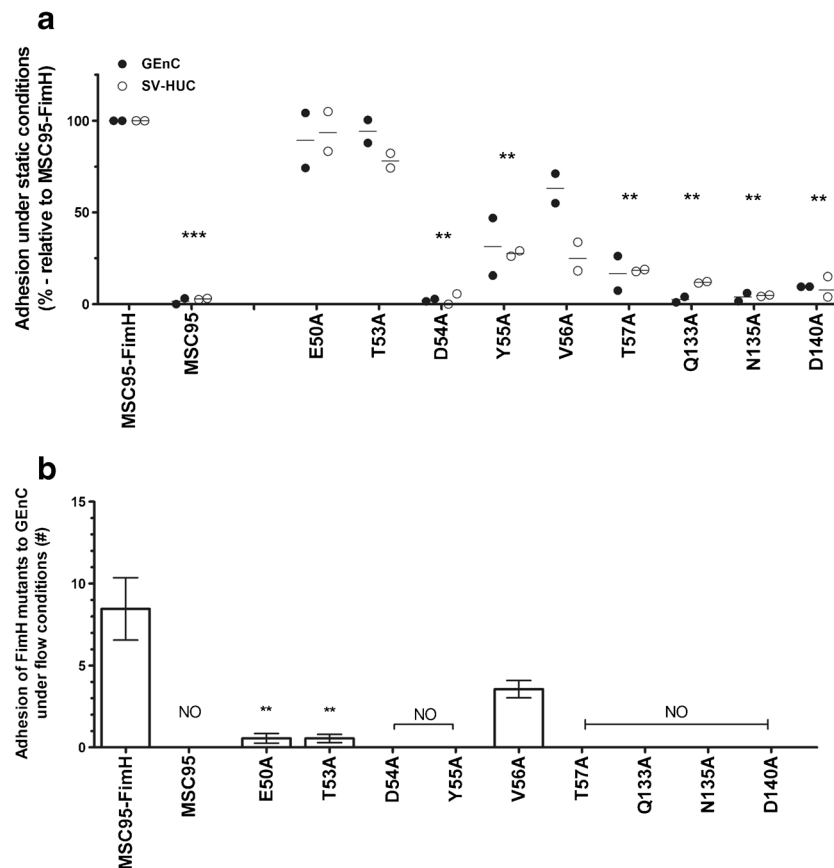 a
GEnC
SV-HUC
Adhesion under static conditions
(% - relative to MSC95-FimH)
100
50
0
***
**
**
**
**
**
**
MSC95-FimH
MSC95
E50A
T53A
D54A
Y55A
V56A
T57A
Q133A
N135A
D140A
b
Adhesion of FimH mutants to GEnC
under flow conditions (#)
15
10
5
0
NO
**
**
NO
NO
MSC95-FimH
MSC95
E50A
T53A
D54A
Y55A
V56A
T57A
Q133A
N135A
D140A